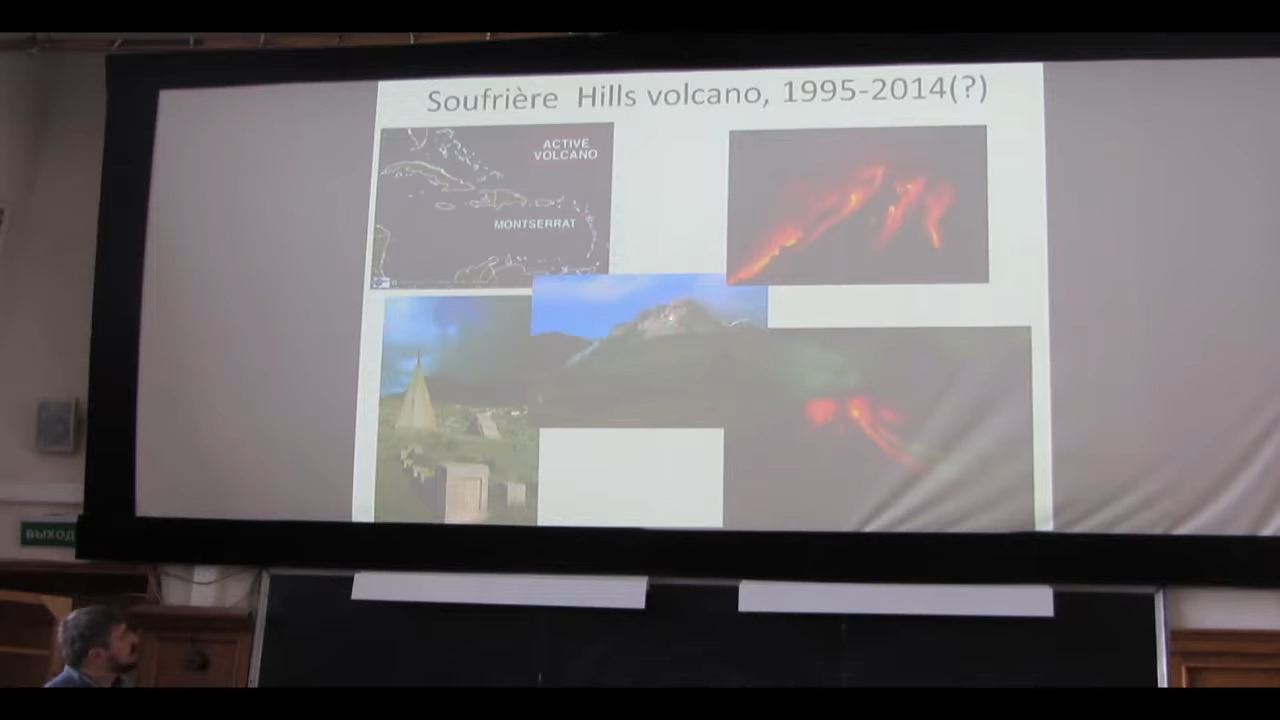 Soufrière Hills volcano, 1995-2014(?)
ACTIVE
VOLCANO
MONTSERRAT
ВЫХОД